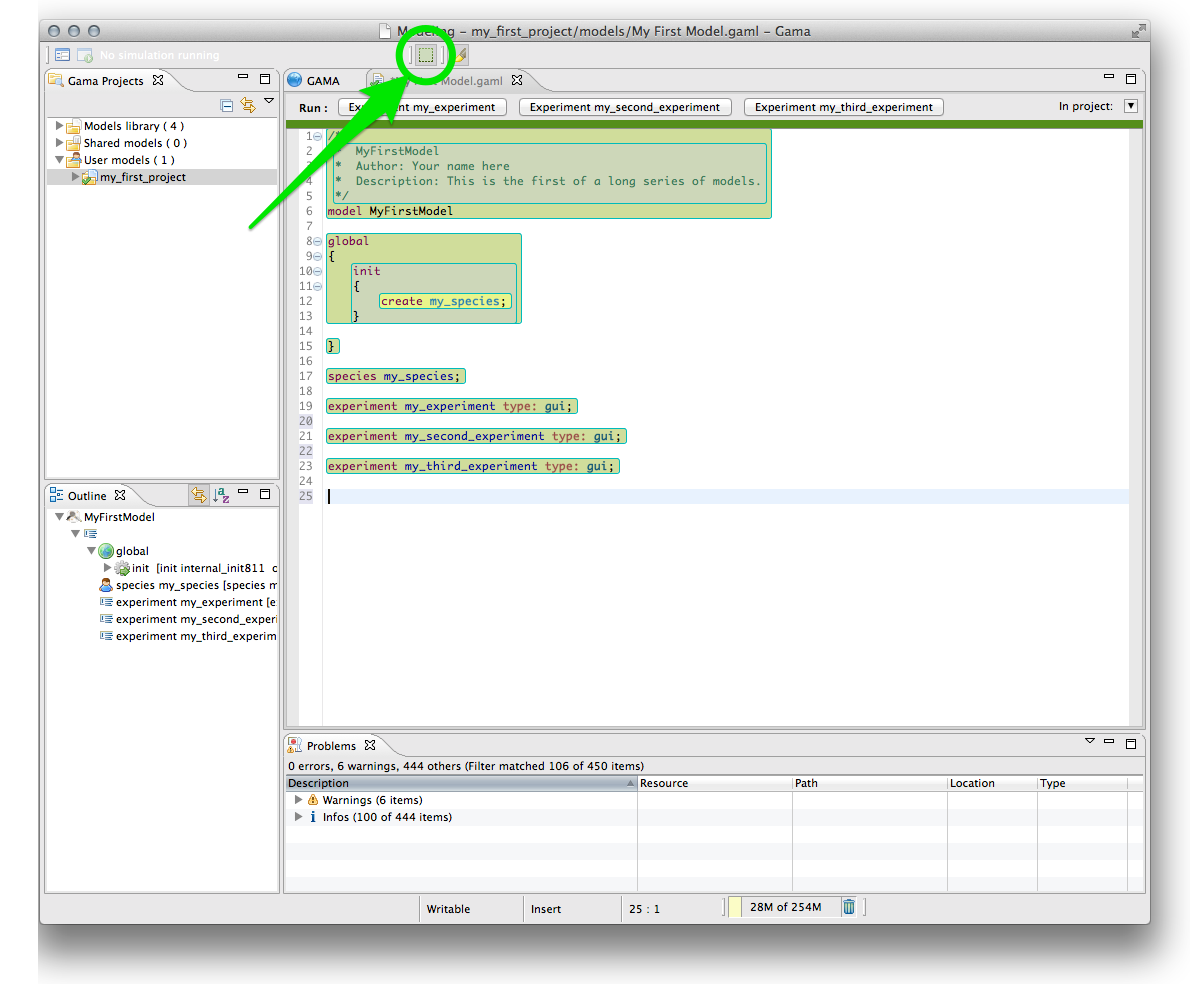 Modeling – my_first_project/models/My First Model.gaml – Gama
No simulation running
Gama Projects
Models library ( 4 )
Shared models ( 0 )
User models ( 1 )
my_first_project
GAMA
Model.gaml
Run :
Experiment my_experiment
Experiment my_second_experiment
Experiment my_third_experiment
In project:
1 /*
2 MyFirstModel
3 * Author: Your name here
4 * Description: This is the first of a long series of models.
5 */
6 model MyFirstModel
7
8 global
9 {
10 init
11 {
12 create my_species;
13 }
14
15 }
16
17 species my_species;
18
19 experiment my_experiment type: gui;
20
21 experiment my_second_experiment type: gui;
22
23 experiment my_third_experiment type: gui;
24
25
Outline
MyFirstModel
global
init [init internal_init811 c
species my_species [species m
experiment my_experiment [e
experiment my_second_experi
experiment my_third_experim
Problems
0 errors, 6 warnings, 444 others (Filter matched 106 of 450 items)
Description Resource Path Location Type
Warnings (6 items)
Infos (100 of 444 items)
Writable Insert 25 : 1 28M of 254M